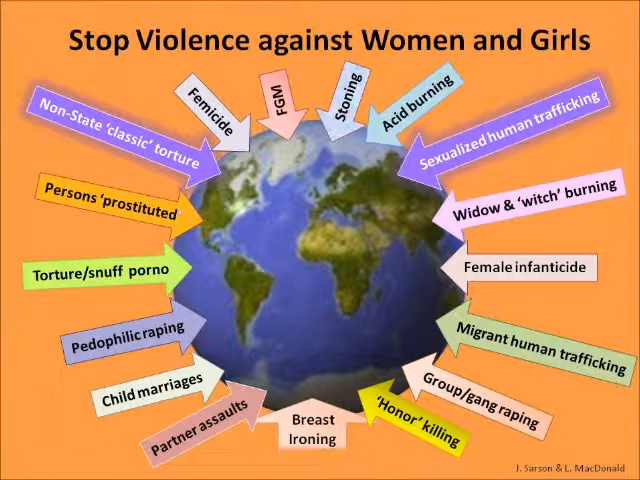 Stop Violence against Women and Girls
Non-State ‘classic’ torture
Femicide
FGM
Stoning
Acid burning
Sexualized human trafficking
Persons ‘prostituted
Widow & ‘witch’ burning
Torture/snuff porno
Female infanticide
Pedophilic raping
Migrant human trafficking
Child marriages
Group/gang raping
Partner assaults
Breast
Ironing
‘Honor’ killing
J. Sarson & L. MacDonald